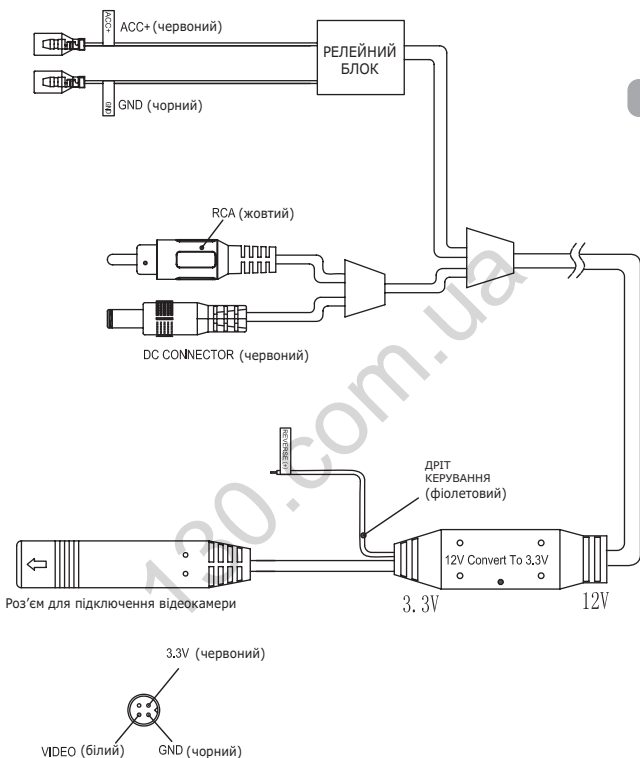 ACC+
ACC+ (червоний)
РЕЛЕЙНИЙ
БЛОК
GND
GND (чорний)
RCA (жовтий)
DC CONNECTOR (червоний)
REVERSE(+)
ДРІТ
КЕРУВАННЯ
(фіолетовий)
12V Convert To 3.3V
3.3V
12V
Роз’єм для підключення відеокамери
3.3V (червоний)
VIDEO (білий)
GND (чорний)
130.com.ua